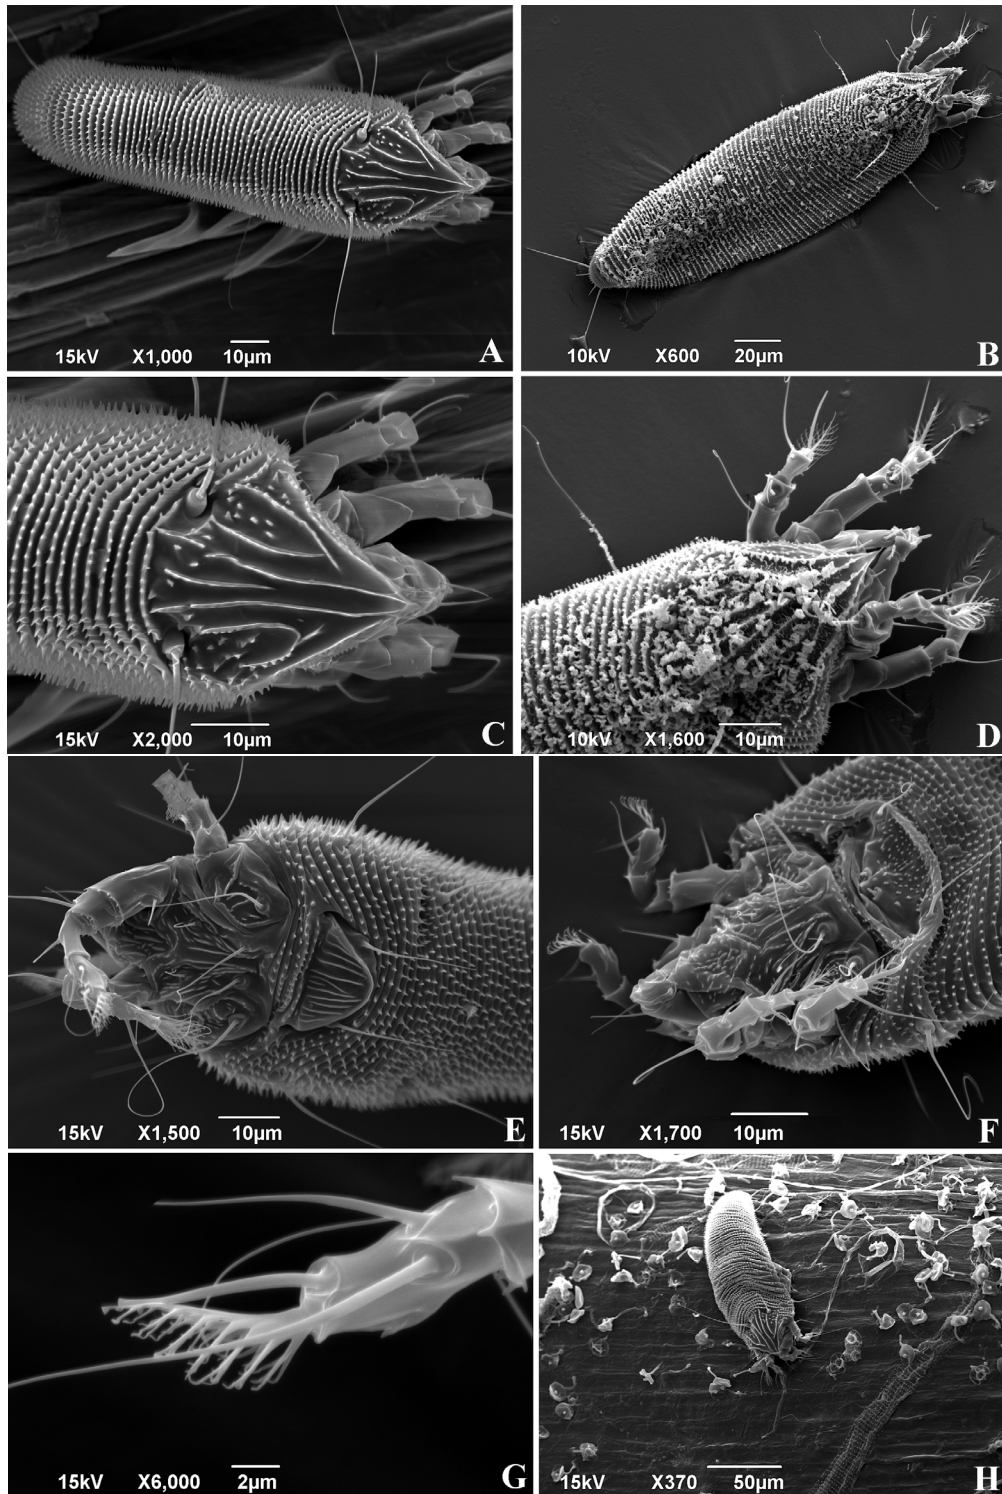 15kV X1,000 10μm A
10kV X600 20μm B
15kV X2,000 10μm C
10kV X1,600 10μm D
15kV X1,500 10μm E
15kV X1,700 10μm F
15kV X6,000 2μm G
15kV X370 50μm H